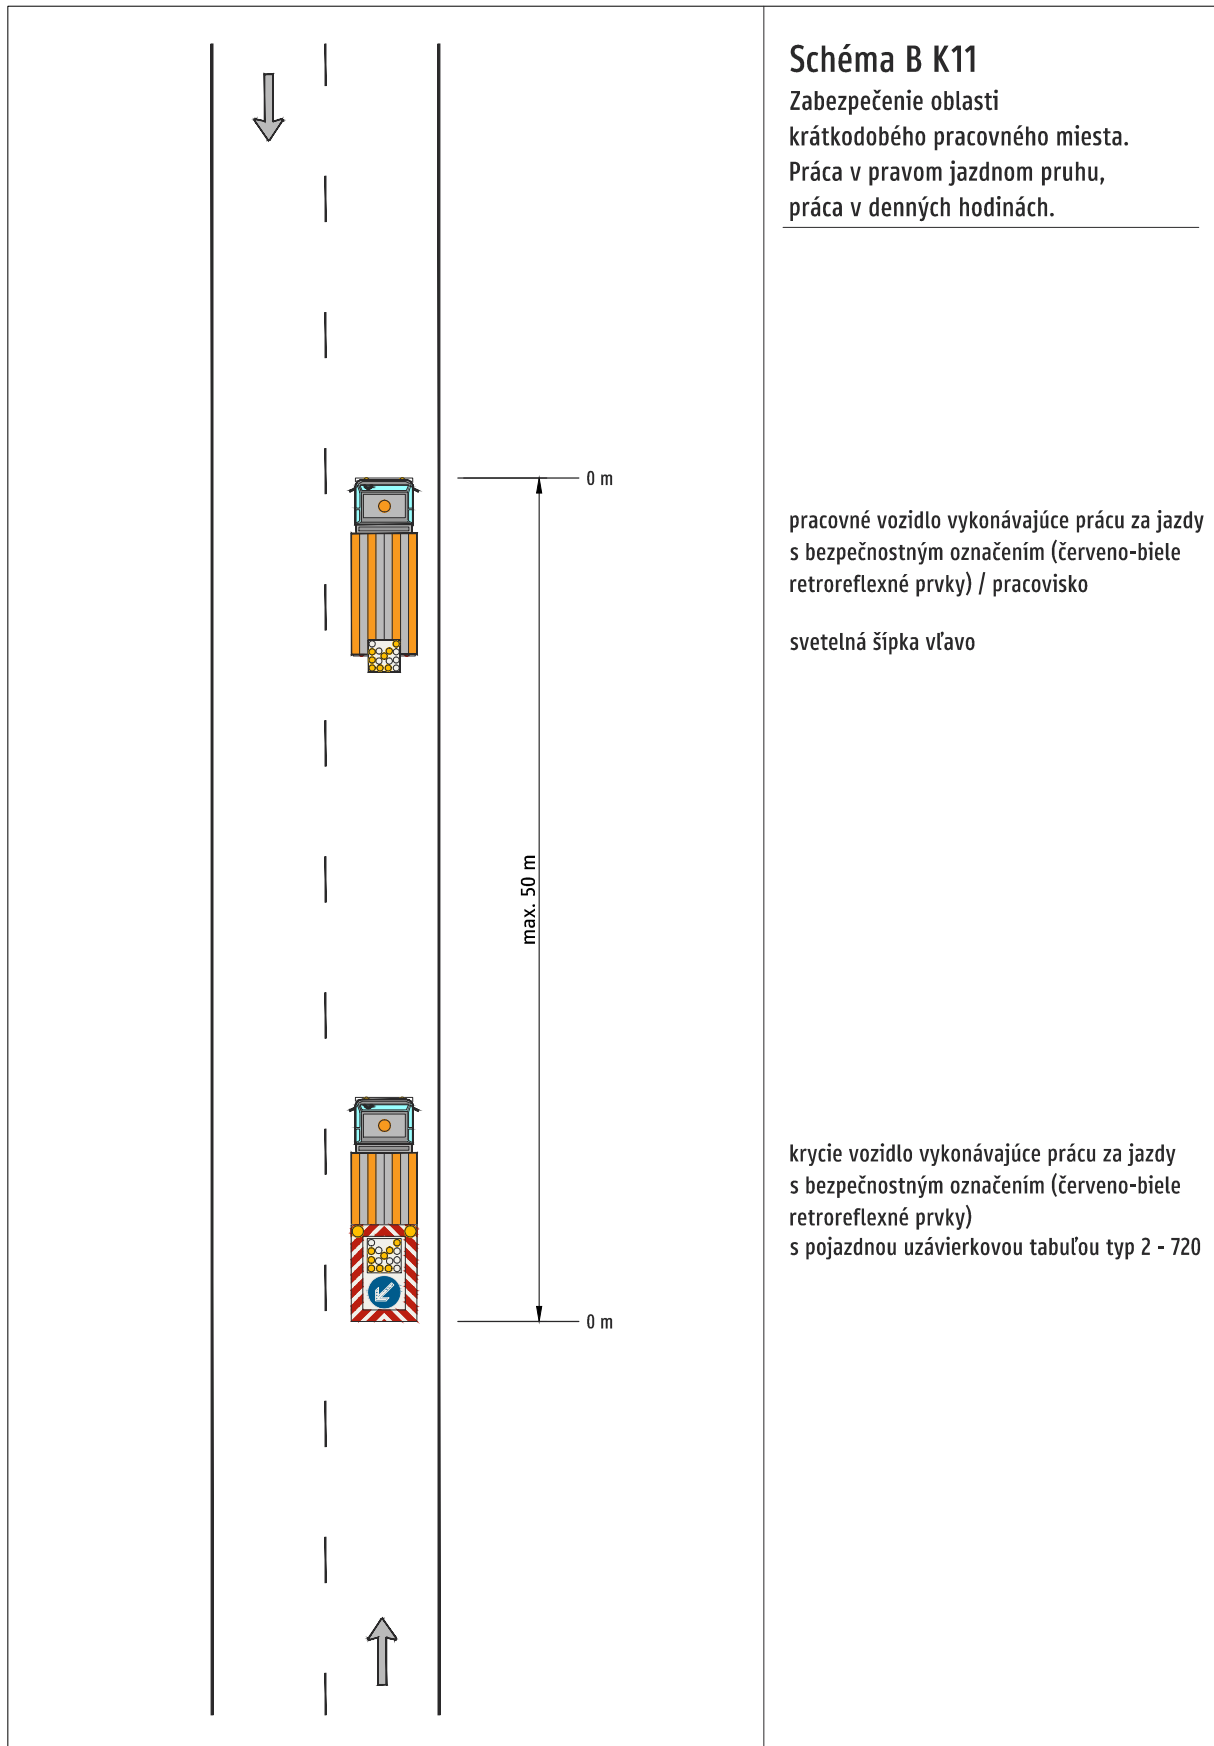 Schéma B K11
Zabezpečenie oblasti
krátkodobého pracovného miesta.
Práca v pravom jazdnom pruhu,
práca v denných hodinách.
0 m
pracovné vozidlo vykonávajúce prácu za jazdy
s bezpečnostným označením (červeno-biele
retroreflexné prvky) / pracovisko
svetelná šípka vľavo
max. 50 m
krycie vozidlo vykonávajúce prácu za jazdy
s bezpečnostným označením (červeno-biele
retroreflexné prvky)
s pojazdnou uzávierkovou tabuľou typ 2 - 720
0 m